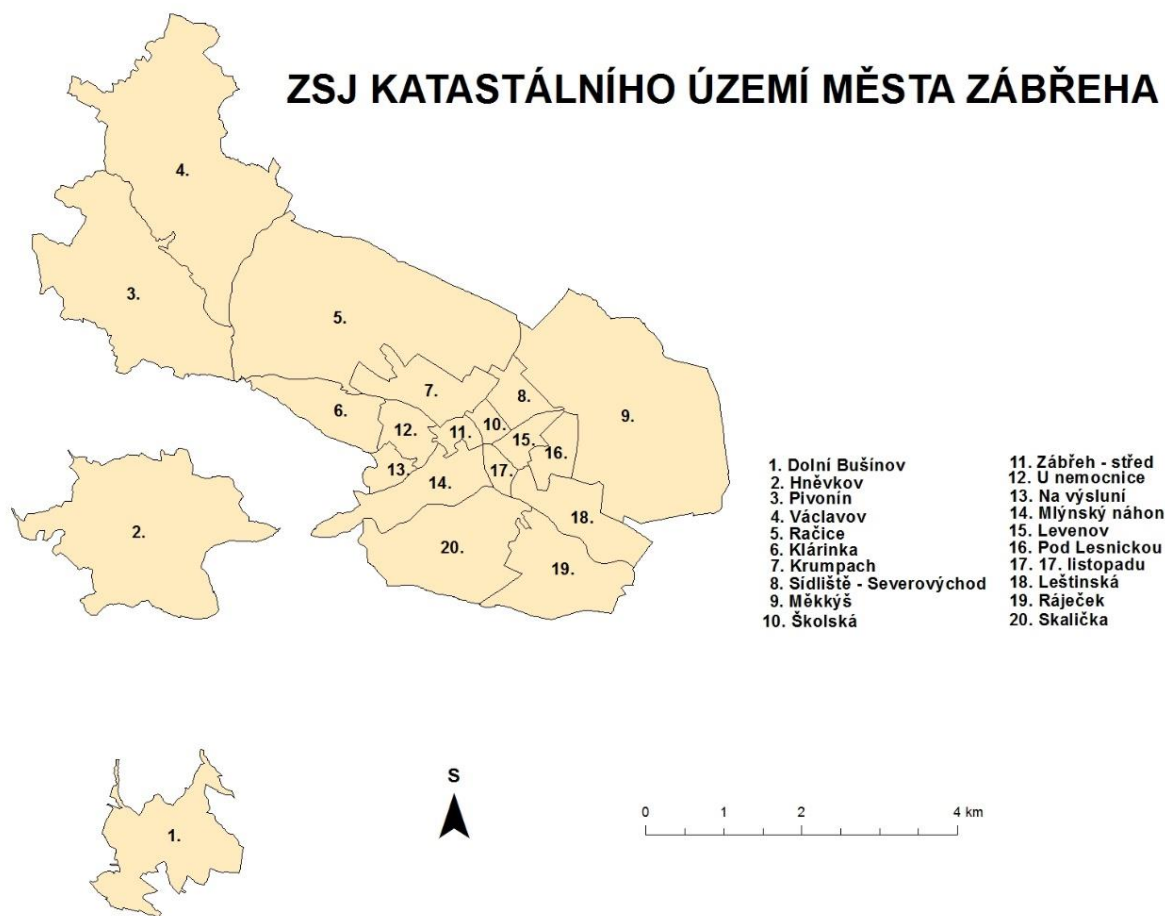 ZSJ KATASTÁLNÍHO ÚZEMÍ MĚSTA ZÁBŘEHA
4.
3.
5.
7.
8.
6.
9.
10.
11.
12.
15.
16.
13.
14.
17.
18.
20.
19.
2.
1.
1. Dolní Bušínov
2. Hněvkov
3. Pivonín
4. Václavov
5. Račice
6. Klárinka
7. Krumpach
8. Sídliště - Severovýchod
9. Měkkýš
10. Školská
11. Zábřeh - střed
12. U nemocnice
13. Na výsluní
14. Mlýnský náhon
15. Levenov
16. Pod Lesnickou
17. 17. listopadu
18. Leštinská
19. Ráječek
20. Skalička
S
0 1 2 4 km